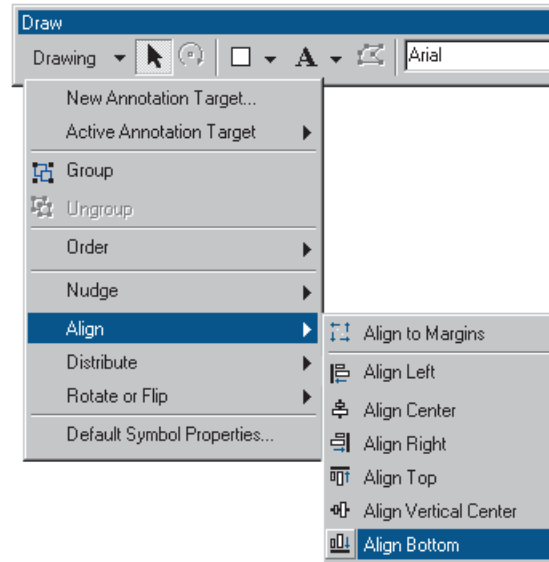 Draw
Drawing A Arial
New Annotation Target...
Active Annotation Target
Group
Ungroup
Order
Nudge
Align
Distribute
Rotate or Flip
Default Symbol Properties...
Align to Margins
Align Left
Align Center
Align Right
Align Top
Align Vertical Center
Align Bottom